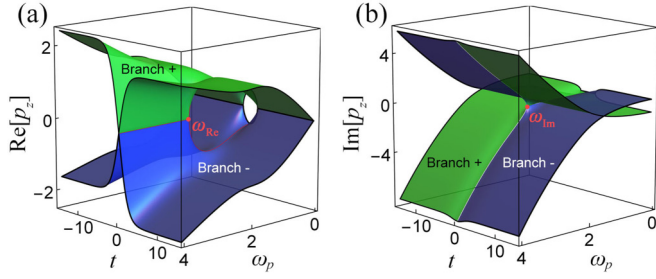 (a)
2
0
-2
Re[p_z]
Branch +
ω_Re
Branch -
-10
0
10
t
4
2
0
ω_p
(b)
4
0
-4
Im[p_z]
ω_Im
Branch +
Branch -
-10
0
10
t
4
2
0
ω_p